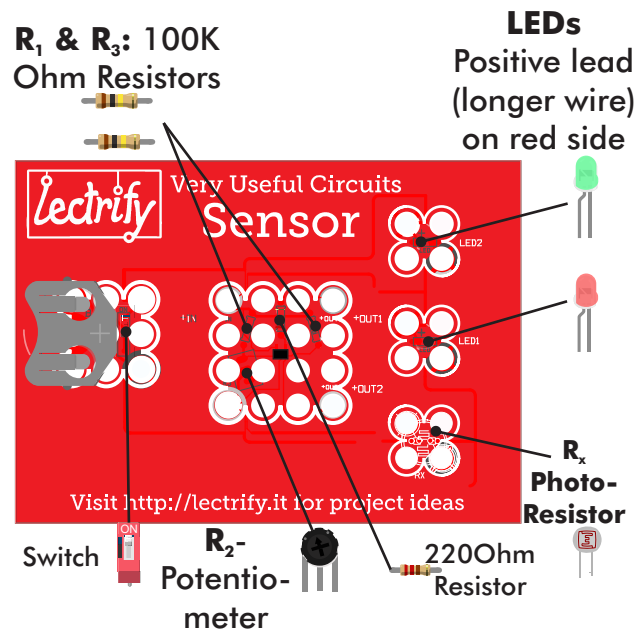 R₁ & R₃: 100K
Ohm Resistors
LEDs
Positive lead
(longer wire)
on red side
Lectrify
Very Useful Circuits
Sensor
LED2
+OUT1
LED1
+OUT2
RX
Visit http://lectrify.it for project ideas
Rₓ
Photo-
Resistor
ON
Switch
R₂-
Potentio-
meter
220Ohm
Resistor